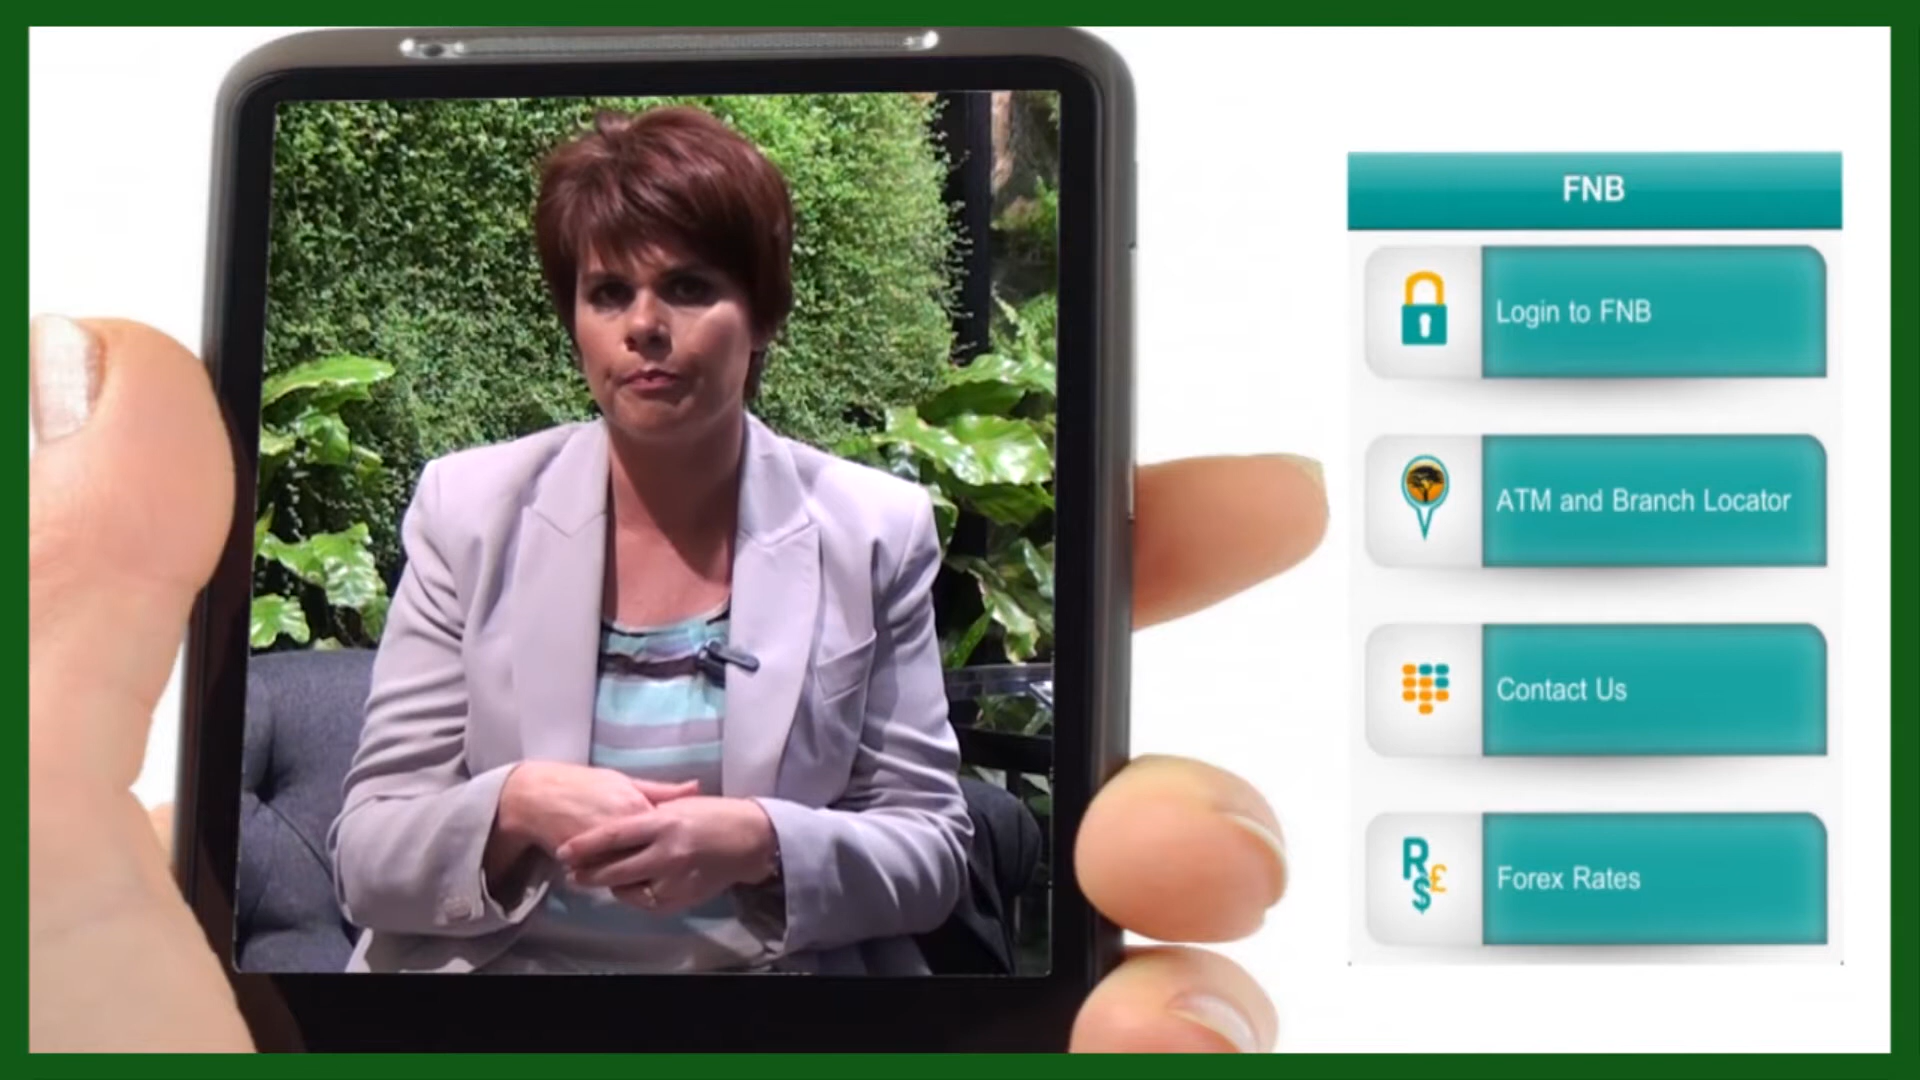 FNB
Login to FNB
ATM and Branch Locator
Contact Us
R
$£
Forex Rates